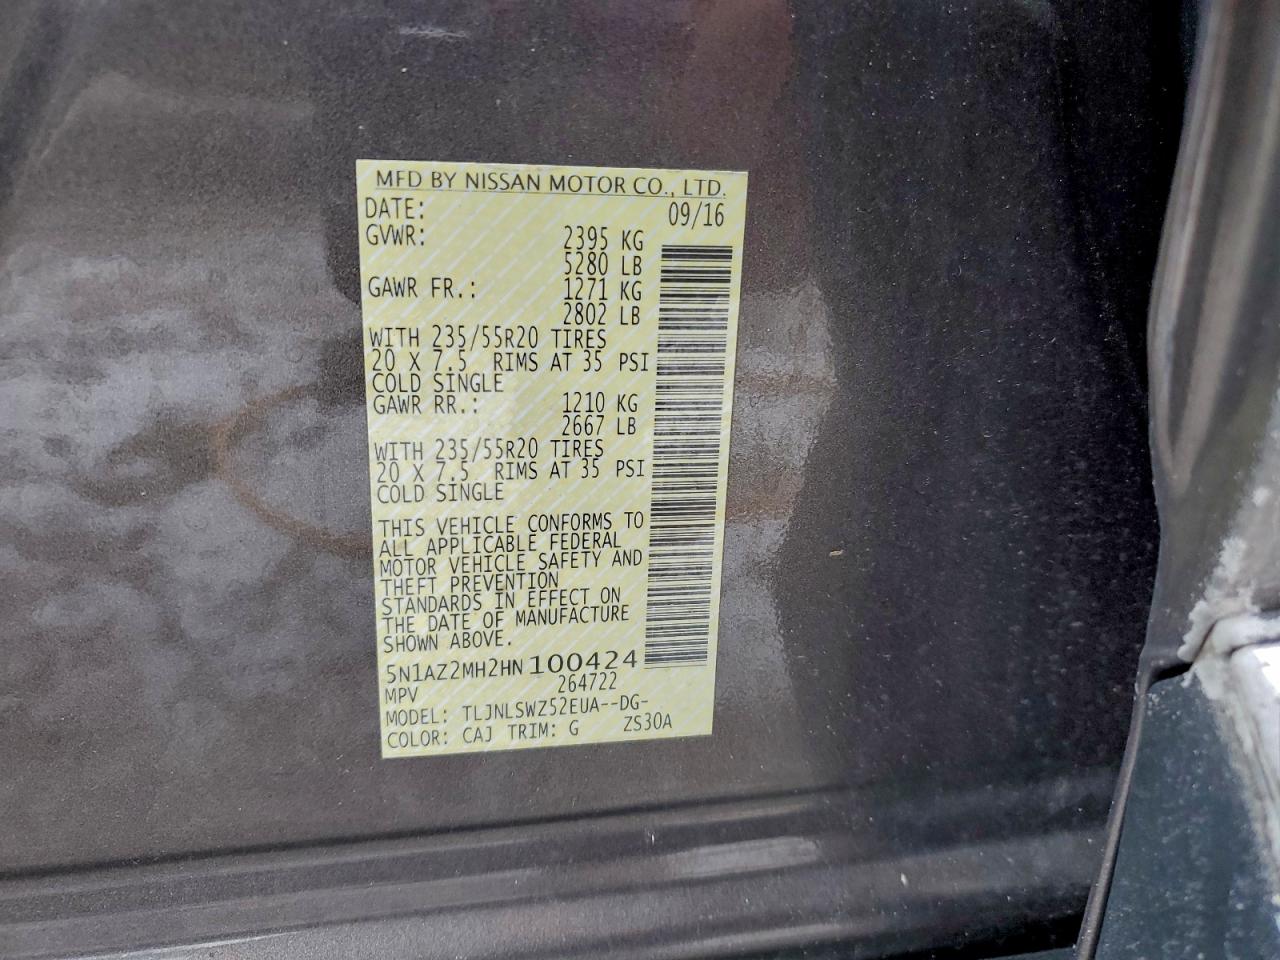 MFD BY NISSAN MOTOR CO., LTD.
DATE: 09/16
GVWR: 2395 KG
5280 LB
GAWR FR.: 1271 KG
2802 LB
WITH 235/55R20 TIRES
20 X 7.5 RIMS AT 35 PSI
COLD SINGLE
GAWR RR.: 1210 KG
2667 LB
WITH 235/55R20 TIRES
20 X 7.5 RIMS AT 35 PSI
COLD SINGLE
THIS VEHICLE CONFORMS TO
ALL APPLICABLE FEDERAL
MOTOR VEHICLE SAFETY AND
THEFT PREVENTION
STANDARDS IN EFFECT ON
THE DATE OF MANUFACTURE
SHOWN ABOVE.
5N1AZ2MH2HN100424
MPV 264722
MODEL: TLJNLSWZ52EUA--DG-
COLOR: CAJ TRIM: G ZS30A